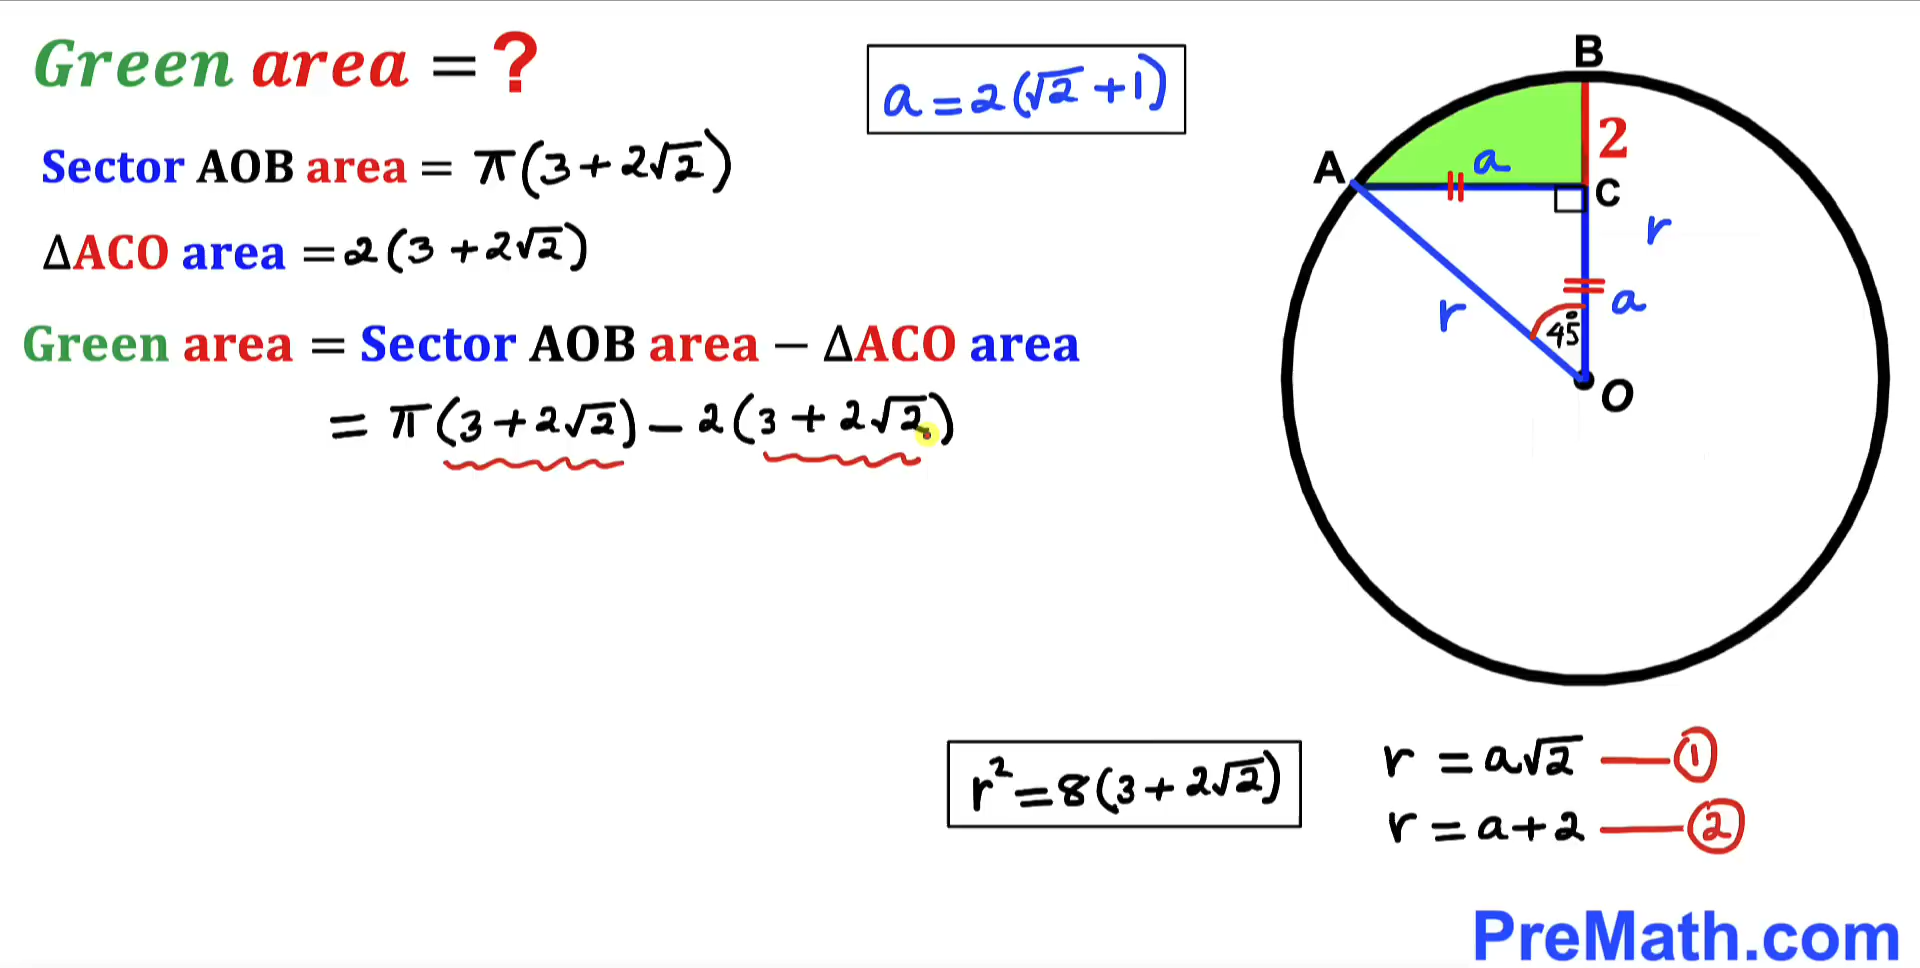 Green area = ?
a = 2(√2 + 1)
Sector AOB area = π(3 + 2√2)
ΔACO area = 2(3 + 2√2)
Green area = Sector AOB area − ΔACO area
= π(3 + 2√2) − 2(3 + 2√2)
B
2
A
a
C
r
r
a
45°
O
r² = 8(3 + 2√2)
r = a√2 — ①
r = a + 2 — ②
PreMath.com